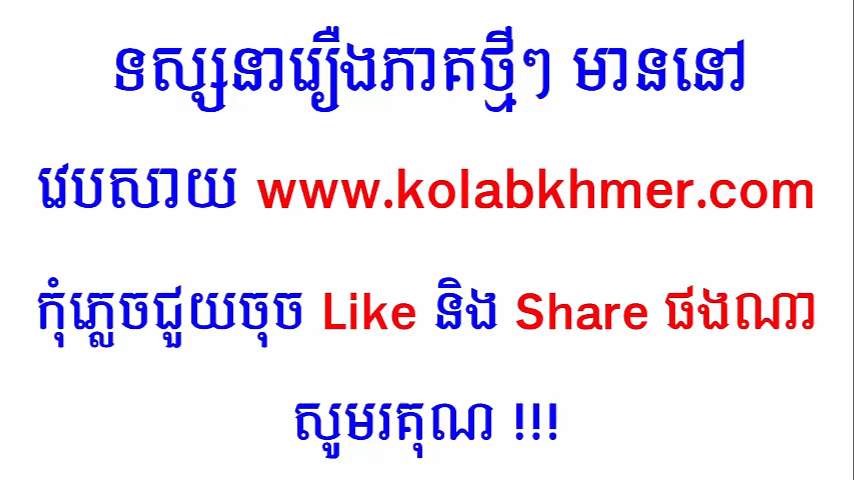 ទស្សនារឿងភាគថ្មីៗ មាននៅ
វេបសាយ www.kolabkhmer.com
កុំភ្លេចជួយចុច Like និង Share ផងណា
សូមរគុណ !!!